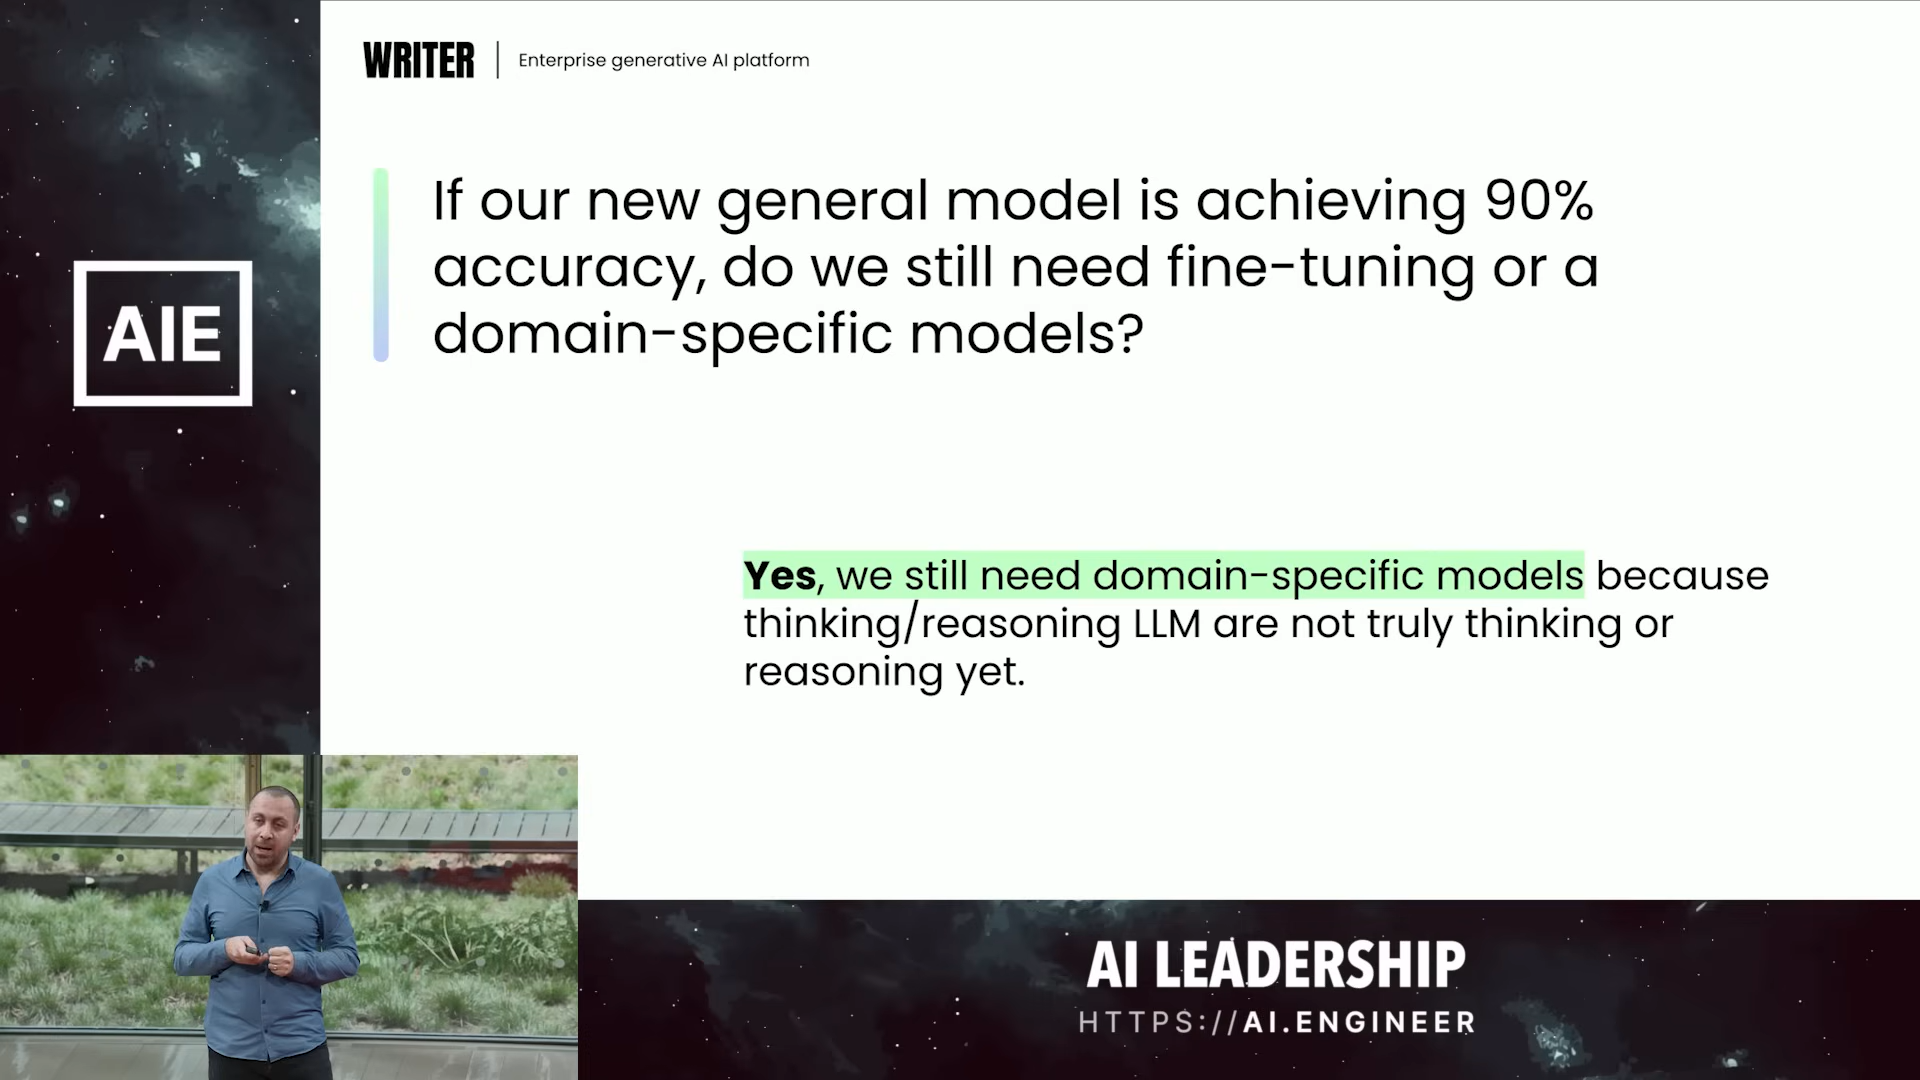 WRITER
Enterprise generative AI platform
If our new general model is achieving 90%
accuracy, do we still need fine-tuning or a
domain-specific models?
AIE
Yes, we still need domain-specific models because
thinking/reasoning LLM are not truly thinking or
reasoning yet.
AI LEADERSHIP
HTTPS://AI.ENGINEER